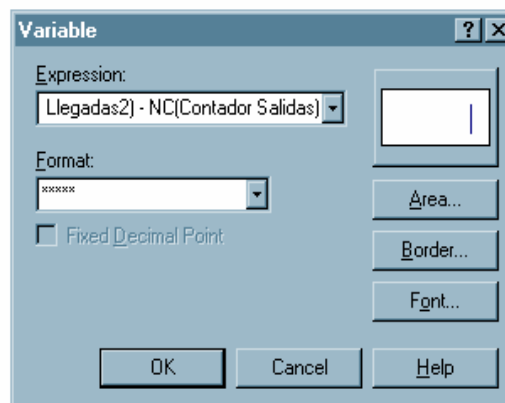 Variable
? ×
Expression:
Llegadas2) - NC(Contador Salidas)
Format:
*****
Fixed Decimal Point
Area...
Border...
Font...
OK
Cancel
Help